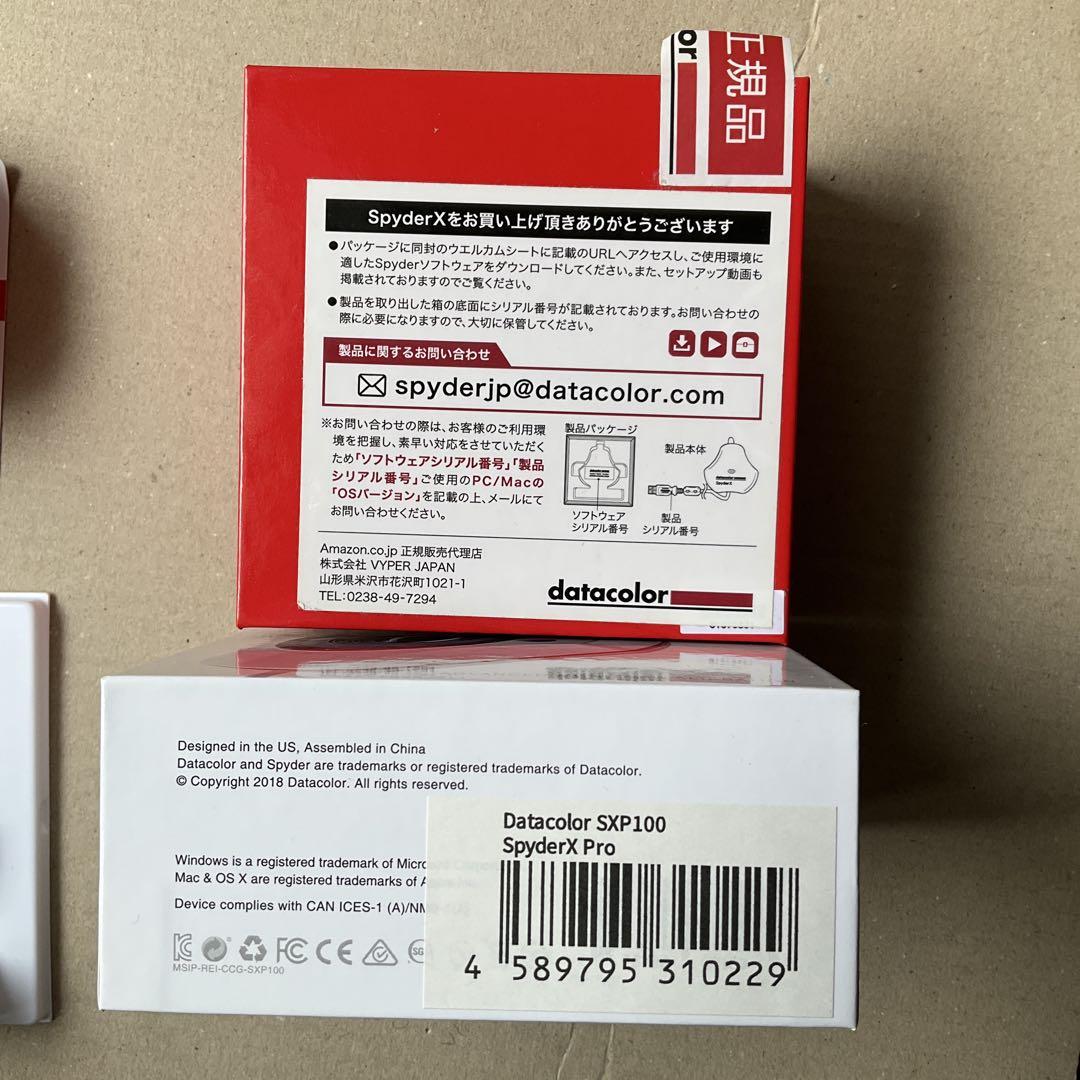 正規品
or
SpyderXをお買い上げ頂きありがとうございます
●パッケージに同封のウエルカムシートに記載のURLへアクセスし、ご使用環境に
適したSpyderソフトウェアをダウンロードしてください。また、セットアップ動画も
掲載されておりますのでご覧ください。
●製品を取り出した箱の底面にシリアル番号が記載されております。お問い合わせの
際に必要になりますので、大切に保管してください。
製品に関するお問い合わせ
spyderjp@datacolor.com
※お問い合わせの際は、お客様のご利用環
境を把握し、素早い対応をさせていただく
ため「ソフトウェアシリアル番号」「製品
シリアル番号」ご使用のPC/Macの
「OSバージョン」を記載の上、メールにて
お問い合わせください。
製品パッケージ
製品本体
datacolor
SpyderX
ソフトウェア
シリアル番号
製品
シリアル番号
Amazon.co.jp 正規販売代理店
株式会社 VYPER JAPAN
山形県米沢市花沢町1021-1
TEL:0238-49-7294
datacolor
Designed in the US, Assembled in China
Datacolor and Spyder are trademarks or registered trademarks of Datacolor.
© Copyright 2018 Datacolor. All rights reserved.
Windows is a registered trademark of Micro
Mac & OS X are registered trademarks of A
Device complies with CAN ICES-1 (A)/NM
FC CE SG
MSIP-REI-CCG-SXP100
Datacolor SXP100
SpyderX Pro
4 589795 310229